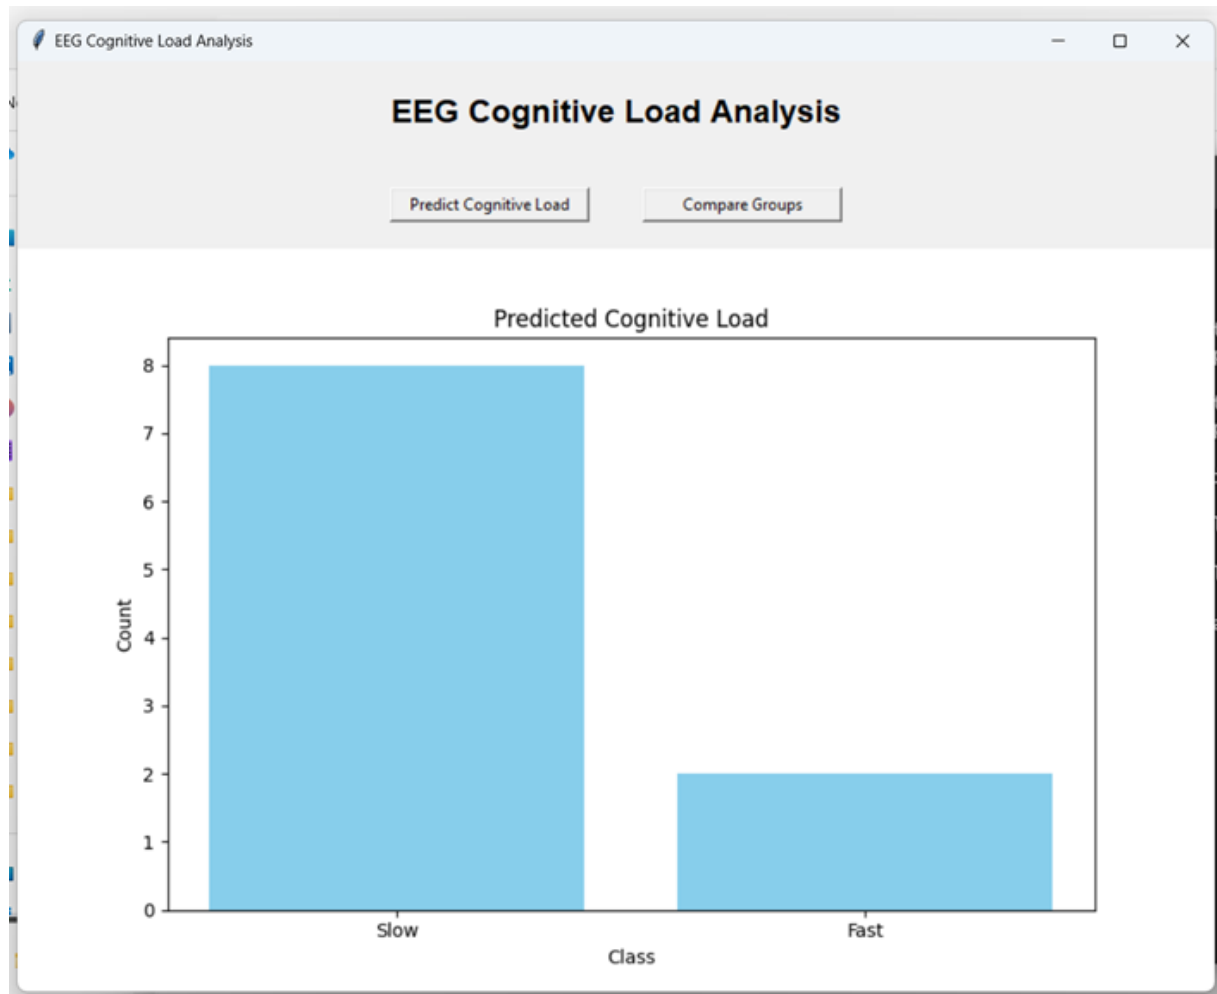 EEG Cognitive Load Analysis
EEG Cognitive Load Analysis
Predict Cognitive Load
Compare Groups
Predicted Cognitive Load
8
7
6
5
4
3
2
1
0
Count
Slow
Fast
Class